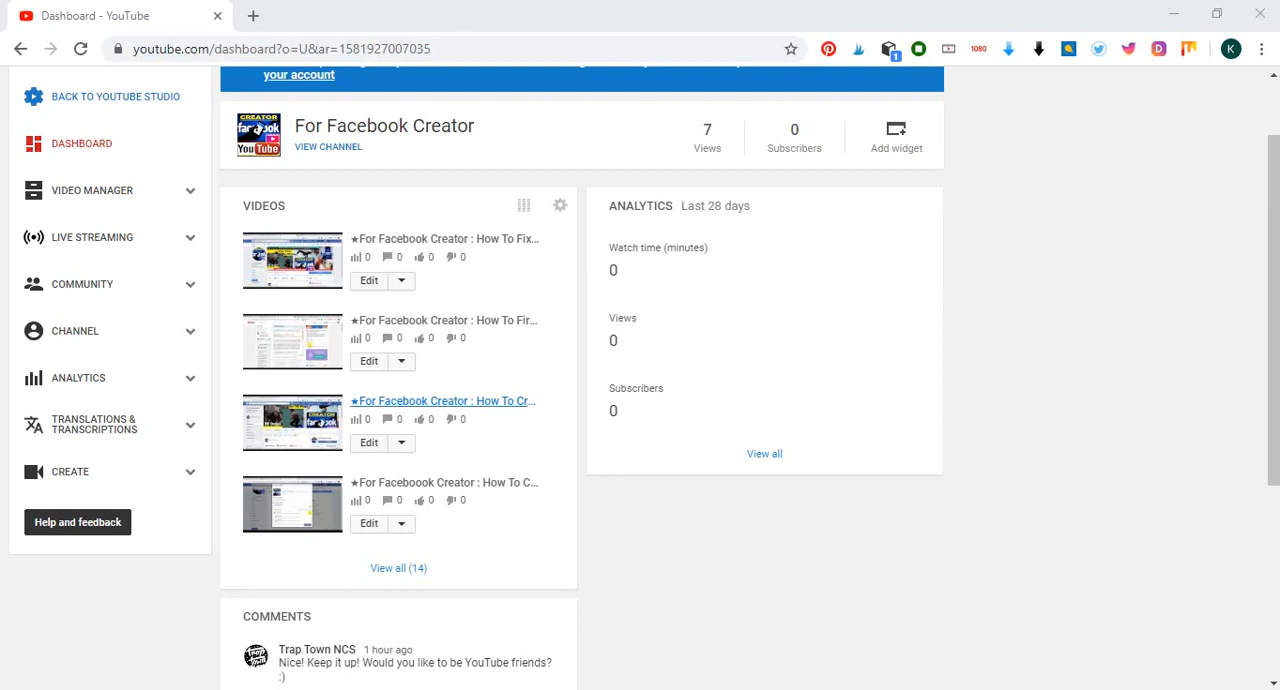 Dashboard - YouTube
youtube.com/dashboard?o=U&ar=1581927007035
1
1080
D
K
your account
BACK TO YOUTUBE STUDIO
DASHBOARD
VIDEO MANAGER
LIVE STREAMING
COMMUNITY
CHANNEL
ANALYTICS
TRANSLATIONS &
TRANSCRIPTIONS
CREATE
Help and feedback
CREATOR
facebook
YouTube
For Facebook Creator
VIEW CHANNEL
7
Views
0
Subscribers
Add widget
VIDEOS
★For Facebook Creator : How To Fix...
0 0 0 0
Edit
★For Facebook Creator : How To Fir...
0 0 0 0
Edit
★For Facebook Creator : How To Cr...
0 0 0 0
Edit
★For Faceboook Creator : How To C...
0 0 0 0
Edit
View all (14)
ANALYTICS Last 28 days
Watch time (minutes)
0
Views
0
Subscribers
0
View all
COMMENTS
Trap Town NCS 1 hour ago
Nice! Keep it up! Would you like to be YouTube friends?
:)